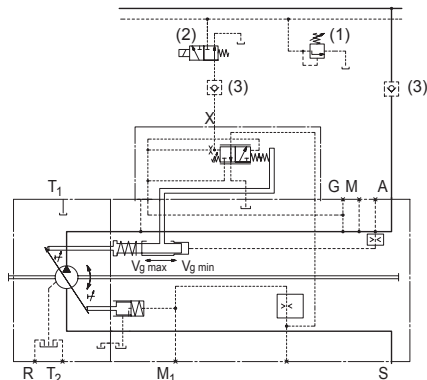 (2)
(1)
(3)
(3)
X
T1
G M A
Vg max Vg min
R T2 M1 S